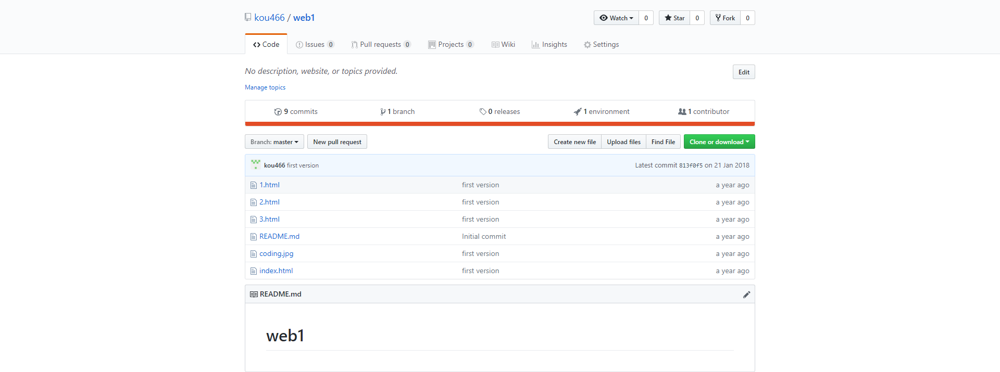 kou466 / web1
Watch 0 Star 0 Fork 0
Code Issues 0 Pull requests 0 Projects 0 Wiki Insights Settings
No description, website, or topics provided. Edit
Manage topics
9 commits 1 branch 0 releases 1 environment 1 contributor
Branch: master New pull request Create new file Upload files Find File Clone or download
kou466 first version Latest commit 813f0f5 on 21 Jan 2018
1.html first version a year ago
2.html first version a year ago
3.html first version a year ago
README.md Initial commit a year ago
coding.jpg first version a year ago
index.html first version a year ago
README.md
web1